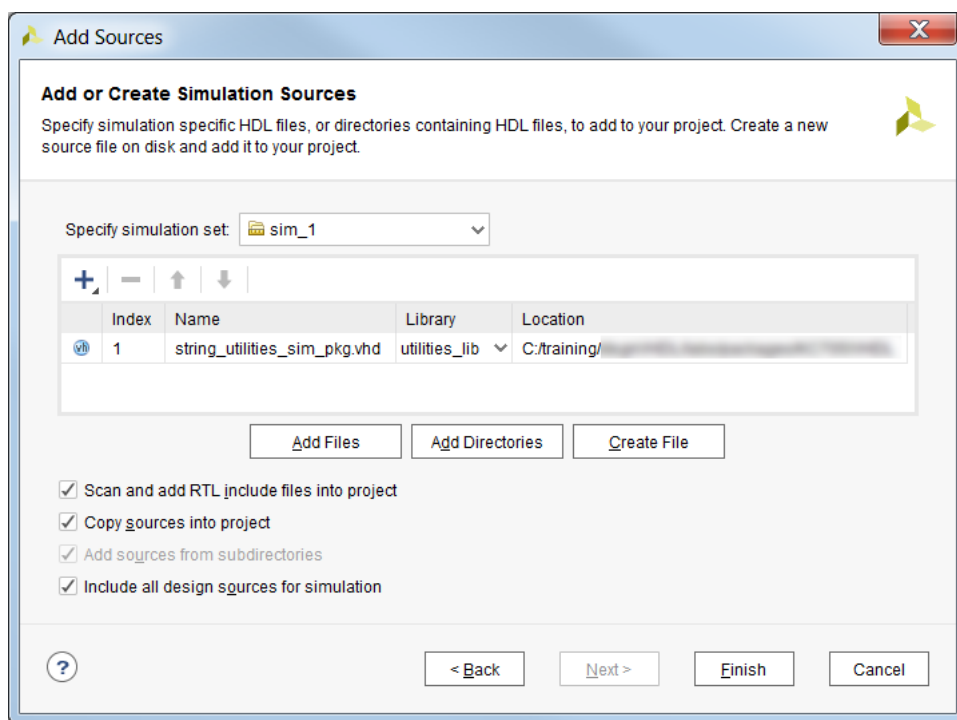 Add Sources
Add or Create Simulation Sources
Specify simulation specific HDL files, or directories containing HDL files, to add to your project. Create a new
source file on disk and add it to your project.
Specify simulation set: sim_1
Index Name Library Location
vh 1 string_utilities_sim_pkg.vhd utilities_lib C:/training/
Add Files Add Directories Create File
Scan and add RTL include files into project
Copy sources into project
Add sources from subdirectories
Include all design sources for simulation
? < Back Next > Finish Cancel